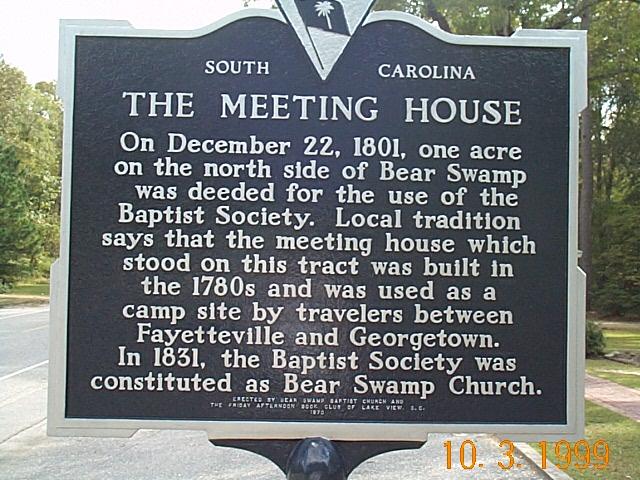 SOUTH CAROLINA
THE MEETING HOUSE
On December 22, 1801, one acre
on the north side of Bear Swamp
was deeded for the use of the
Baptist Society. Local tradition
says that the meeting house which
stood on this tract was built in
the 1780s and was used as a
camp site by travelers between
Fayetteville and Georgetown.
In 1831, the Baptist Society was
constituted as Bear Swamp Church.
ERECTED BY BEAR SWAMP BAPTIST CHURCH AND
THE FRIDAY AFTERNOON BOOK CLUB OF LAKE VIEW, S.C.
1970
10. 3. 1999